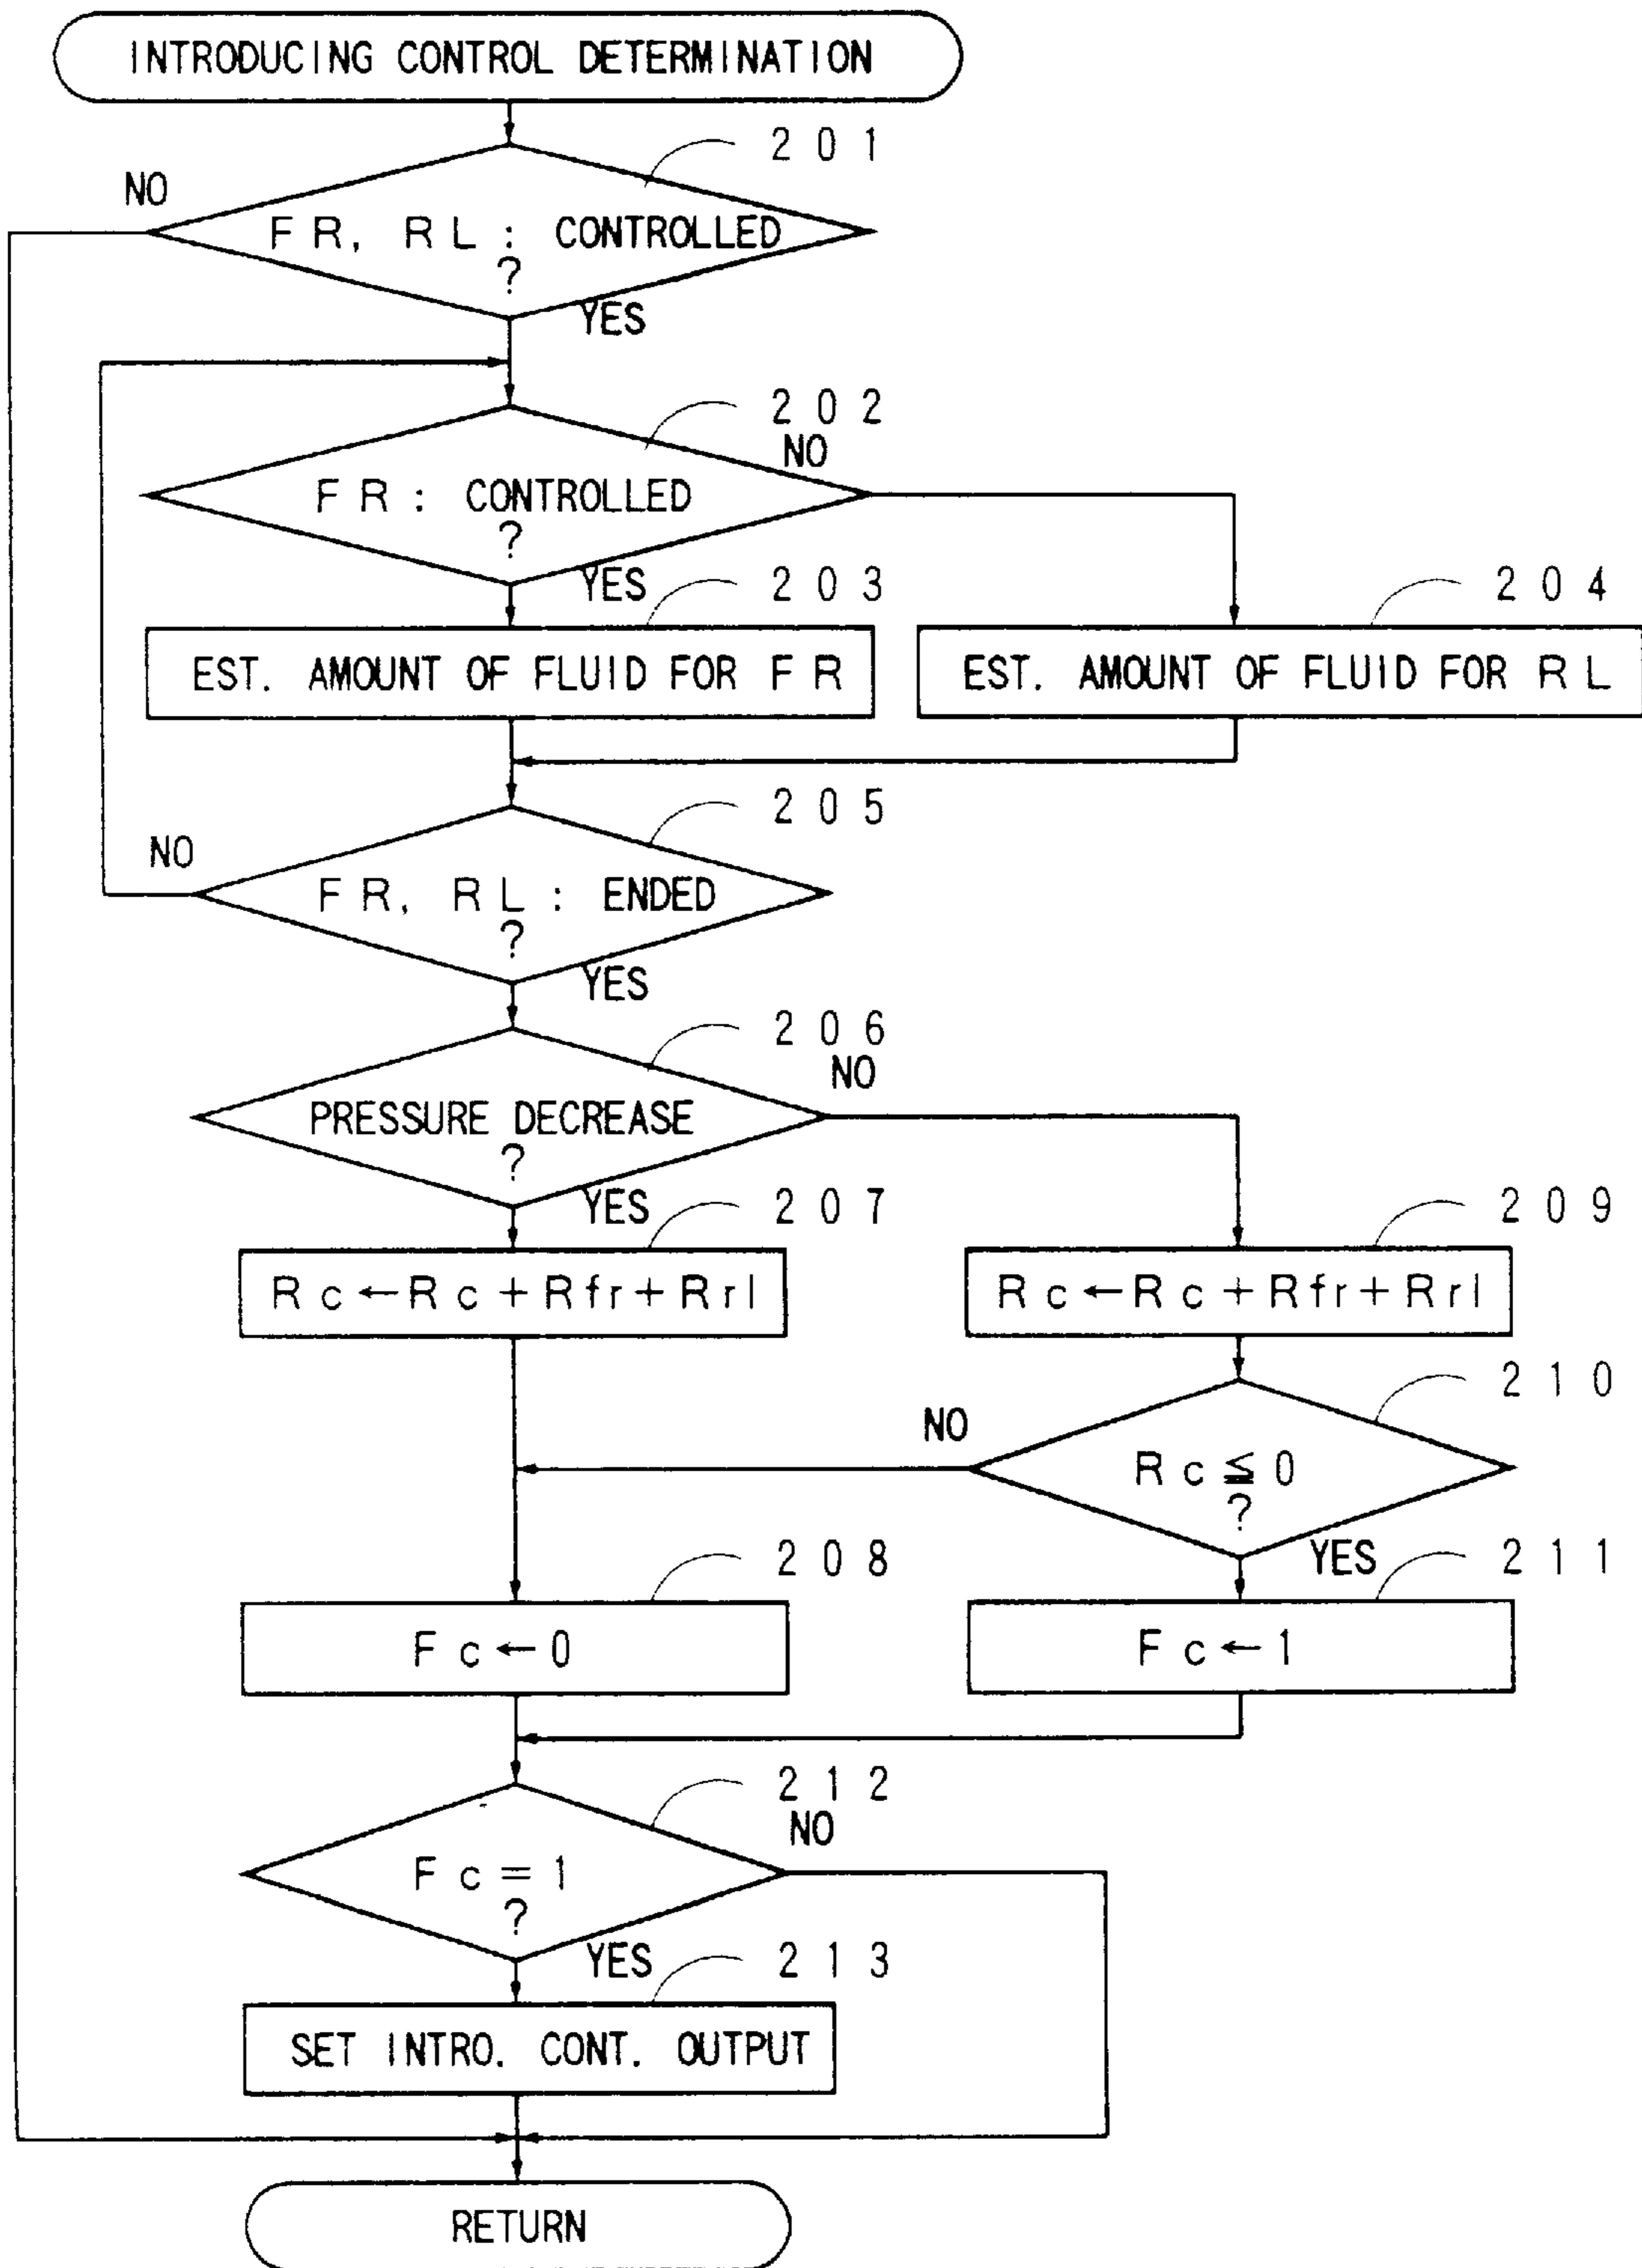 INTRODUCING CONTROL DETERMINATION
201
NO
FR, RL : CONTROLLED
?
YES
202
NO
FR : CONTROLLED
?
YES
203
204
EST. AMOUNT OF FLUID FOR FR
EST. AMOUNT OF FLUID FOR RL
205
NO
FR, RL : ENDED
?
YES
206
NO
PRESSURE DECREASE
?
YES
207
209
Rc←Rc+Rfr+Rrl
Rc←Rc+Rfr+Rrl
210
NO
Rc≦0
?
YES
208
211
Fc←0
Fc←1
212
NO
Fc=1
?
YES
213
SET INTRO. CONT. OUTPUT
RETURN